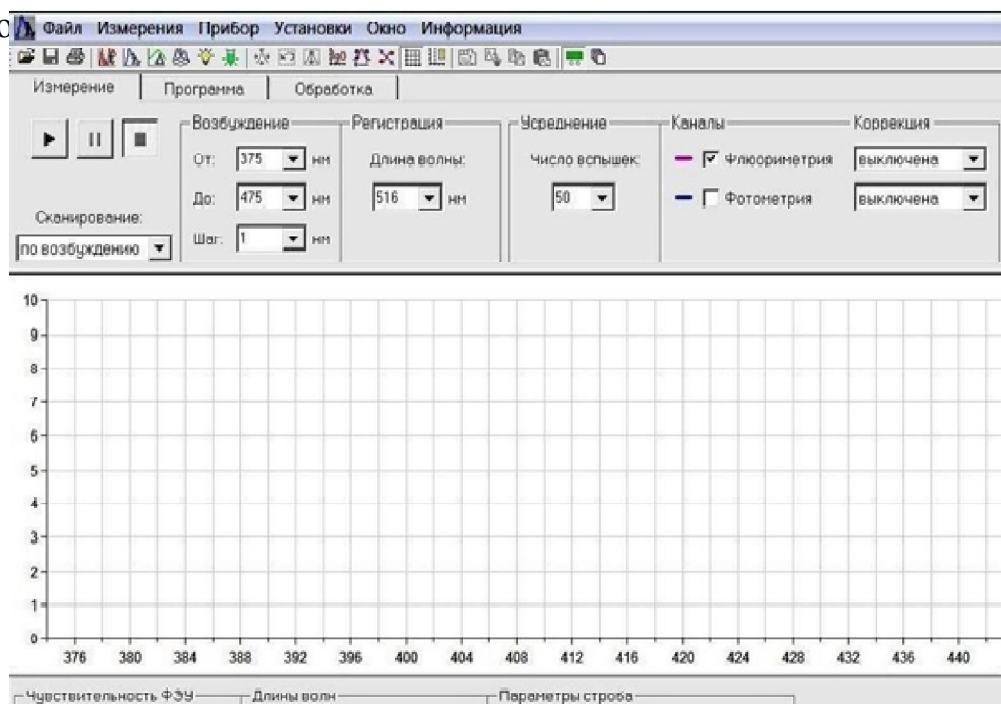 Файл Измерения Прибор Установки Окно Информация
Измерение Программа Обработка
Возбуждение Регистрация Усреднение Каналы Коррекция
От: 375 нм Длина волны: Число вспышек: Флюориметрия выключена
До: 475 нм 516 нм 50 Фотометрия выключена
Сканирование:
по возбуждению Шаг: 1 нм
10
9
8
7
6
5
4
3
2
1
0
376 380 384 388 392 396 400 404 408 412 416 420 424 428 432 436 440
Чувствительность ФЭУ Длины волн Параметры строба